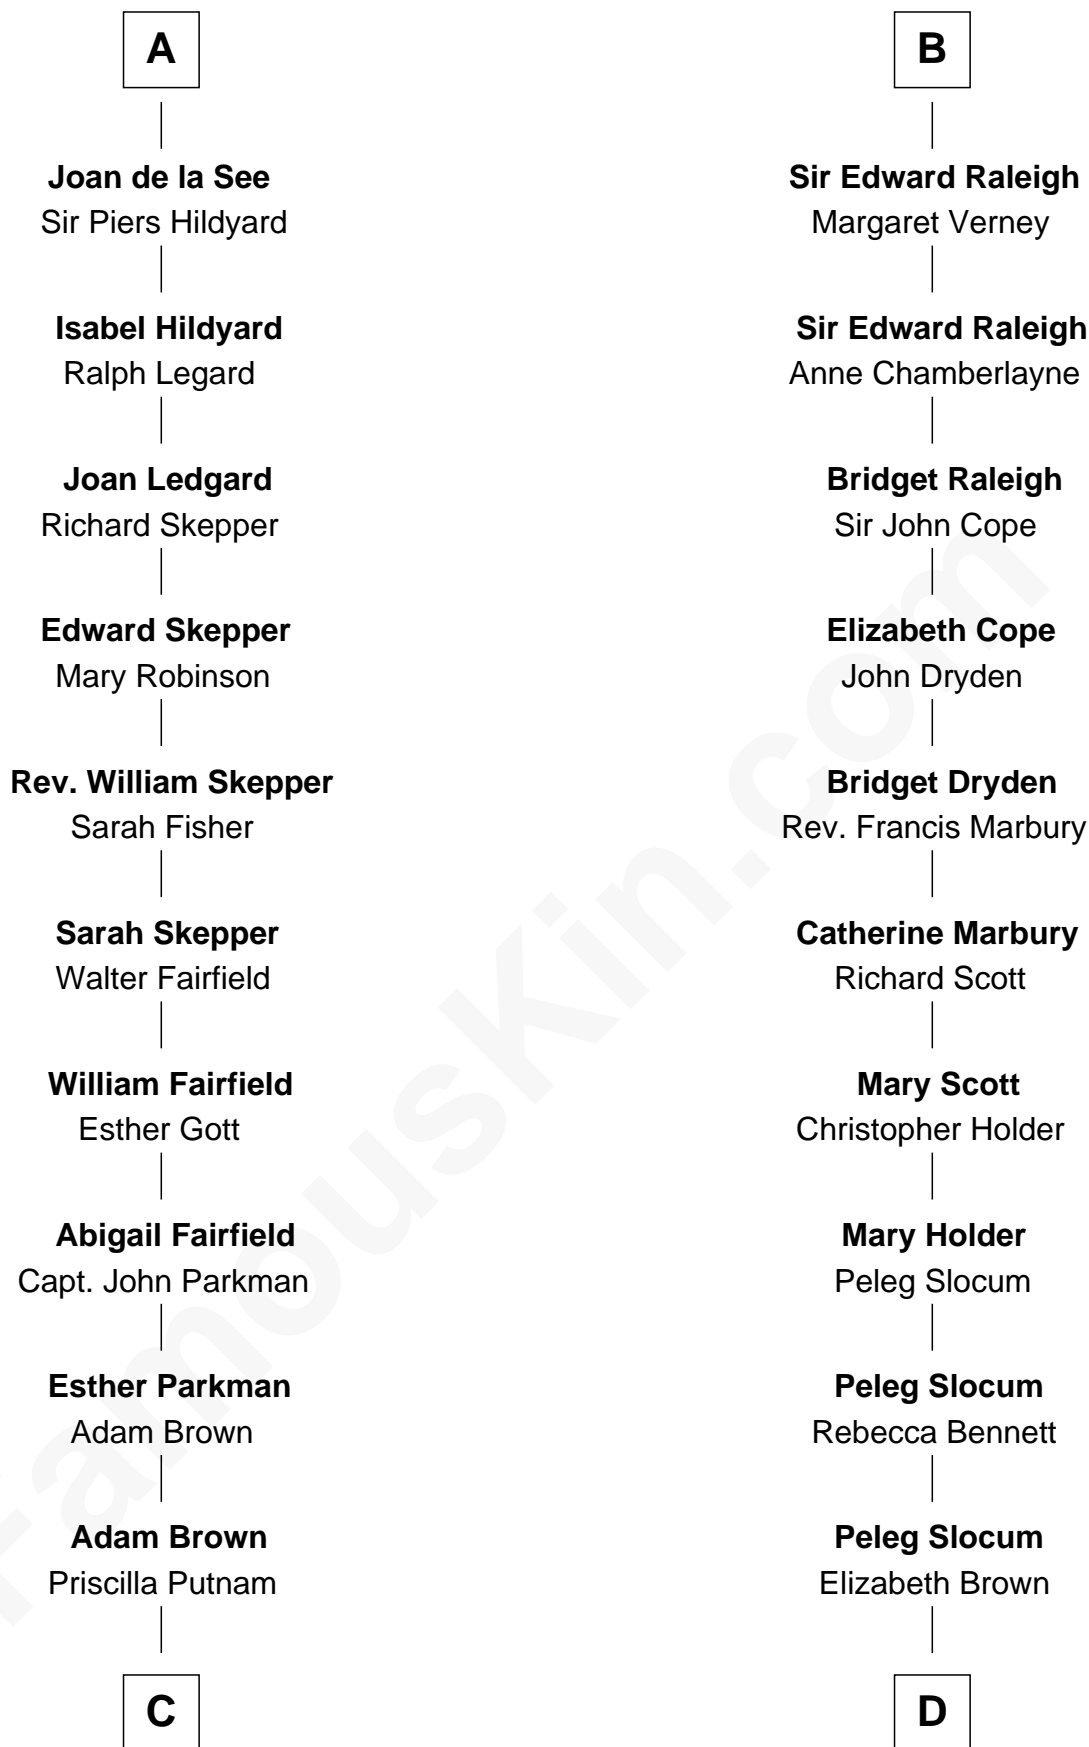 A
Joan de la See
Sir Piers Hildyard
Isabel Hildyard
Ralph Legard
Joan Ledgard
Richard Skepper
Edward Skepper
Mary Robinson
Rev. William Skepper
Sarah Fisher
Sarah Skepper
Walter Fairfield
William Fairfield
Esther Gott
Abigail Fairfield
Capt. John Parkman
Esther Parkman
Adam Brown
Adam Brown
Priscilla Putnam
C
B
Sir Edward Raleigh
Margaret Verney
Sir Edward Raleigh
Anne Chamberlayne
Bridget Raleigh
Sir John Cope
Elizabeth Cope
John Dryden
Bridget Dryden
Rev. Francis Marbury
Catherine Marbury
Richard Scott
Mary Scott
Christopher Holder
Mary Holder
Peleg Slocum
Peleg Slocum
Rebecca Bennett
Peleg Slocum
Elizabeth Brown
D
FamousKin.com